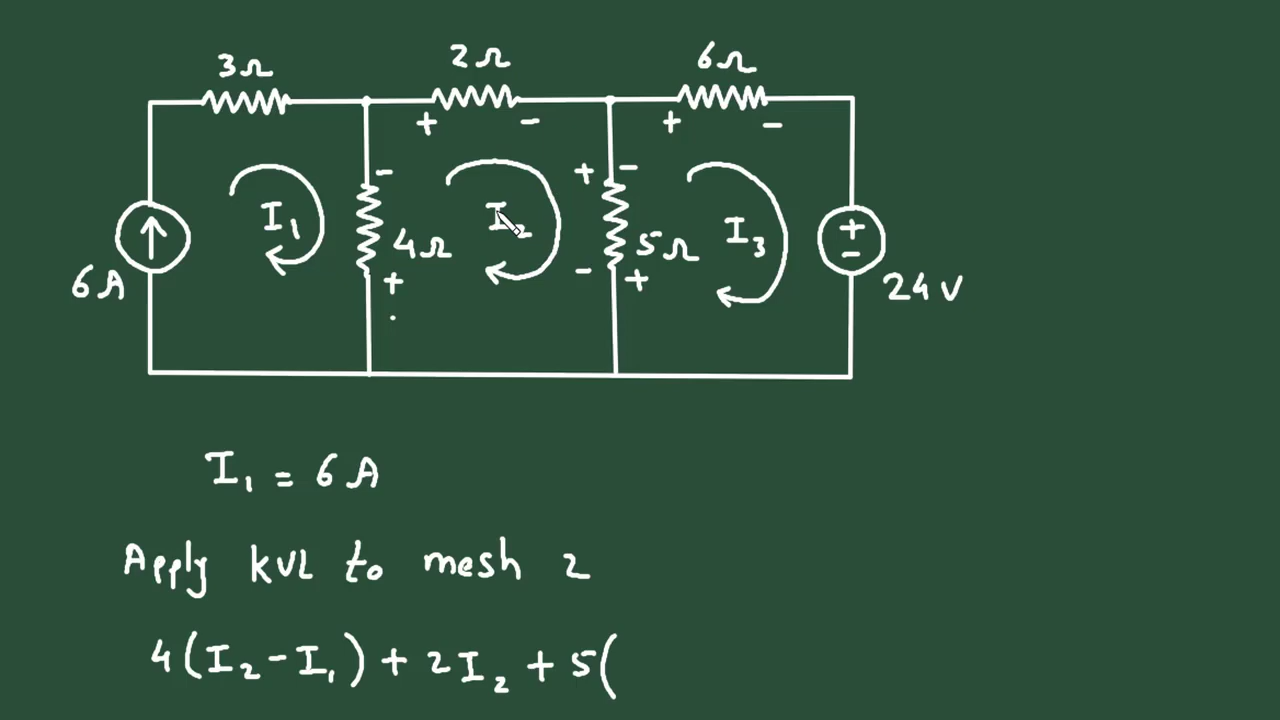 3Ω 2Ω 6Ω
+ - + -
- + -
I₁ I₂ I₃
4Ω 5Ω + -
6A + - + 24V
I₁ = 6A
Apply kVL to mesh 2
4(I₂-I₁) + 2I₂ + 5(